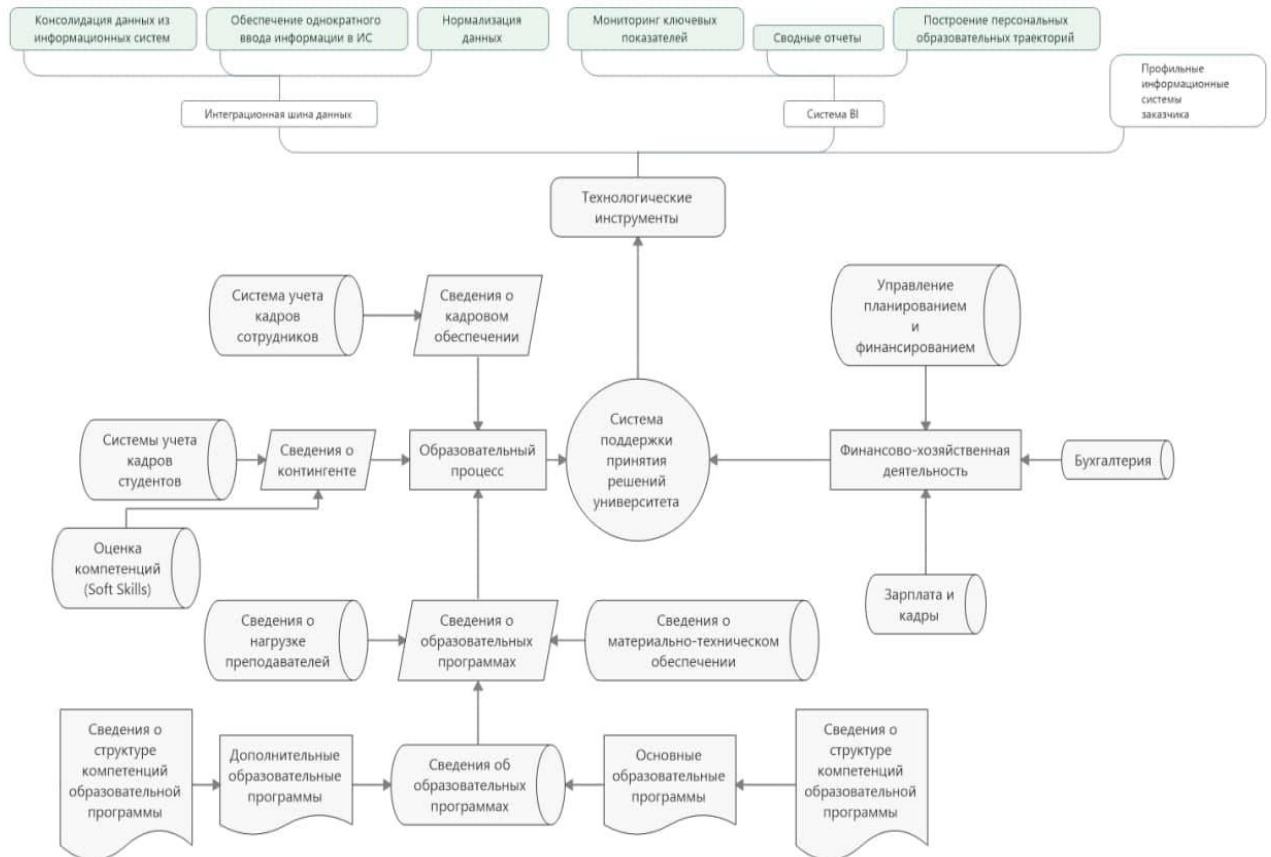 Консолидация данных из
информационных систем
Обеспечение однократного
ввода информации в ИС
Нормализация
данных
Мониторинг ключевых
показателей
Сводные отчеты
Построение персональных
образовательных траекторий
Профильные
информационные
системы
заказчика
Интеграционная шина данных
Система BI
Технологические
инструменты
Система учета
кадров
сотрудников
Сведения о
кадровом
обеспечении
Управление
планированием
и
финансированием
Системы учета
кадров
студентов
Сведения о
контингенте
Образовательный
процесс
Система
поддержки
принятия
решений
университета
Финансово-хозяйственная
деятельность
Бухгалтерия
Оценка
компетенций
(Soft Skills)
Зарплата и
кадры
Сведения о
нагрузке
преподавателей
Сведения о
образовательных
программах
Сведения о
материально-техническом
обеспечении
Сведения о
структуре
компетенций
образовательной
программы
Дополнительные
образовательные
программы
Сведения об
образовательных
программах
Основные
образовательные
программы
Сведения о
структуре
компетенций
образовательной
программы